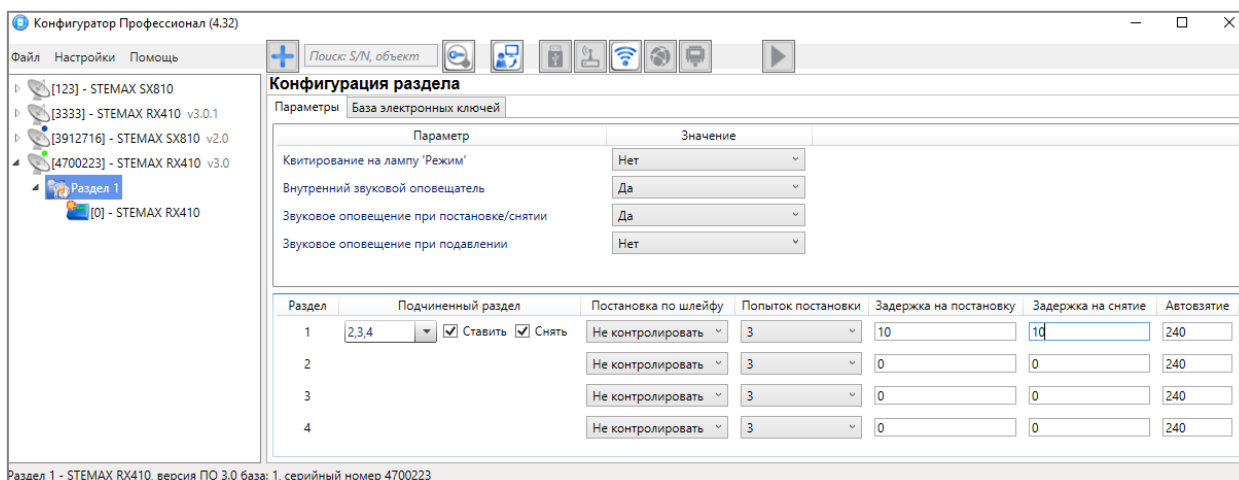 Конфигуратор Профессионал (4.32)
Файл Настройки Помощь
Поиск: S/N, объект
[123] - STEMAX SX810
[3333] - STEMAX RX410 v3.0.1
[3912716] - STEMAX SX810 v2.0
[4700223] - STEMAX RX410 v3.0
Раздел 1
[0] - STEMAX RX410
Конфигурация раздела
Параметры База электронных ключей
Параметр Значение
Квитирование на лампу 'Режим' Нет
Внутренний звуковой оповещатель Да
Звуковое оповещение при постановке/снятии Да
Звуковое оповещение при подавлении Нет
Раздел Подчиненный раздел Постановка по шлейфу Попыток постановки Задержка на постановку Задержка на снятие Автовзятие
1 2,3,4 Ставить Снять Не контролировать 3 10 10 240
2 Не контролировать 3 0 0 240
3 Не контролировать 3 0 0 240
4 Не контролировать 3 0 0 240
Раздел 1 - STEMAX RX410, версия ПО 3.0 база: 1, серийный номер 4700223